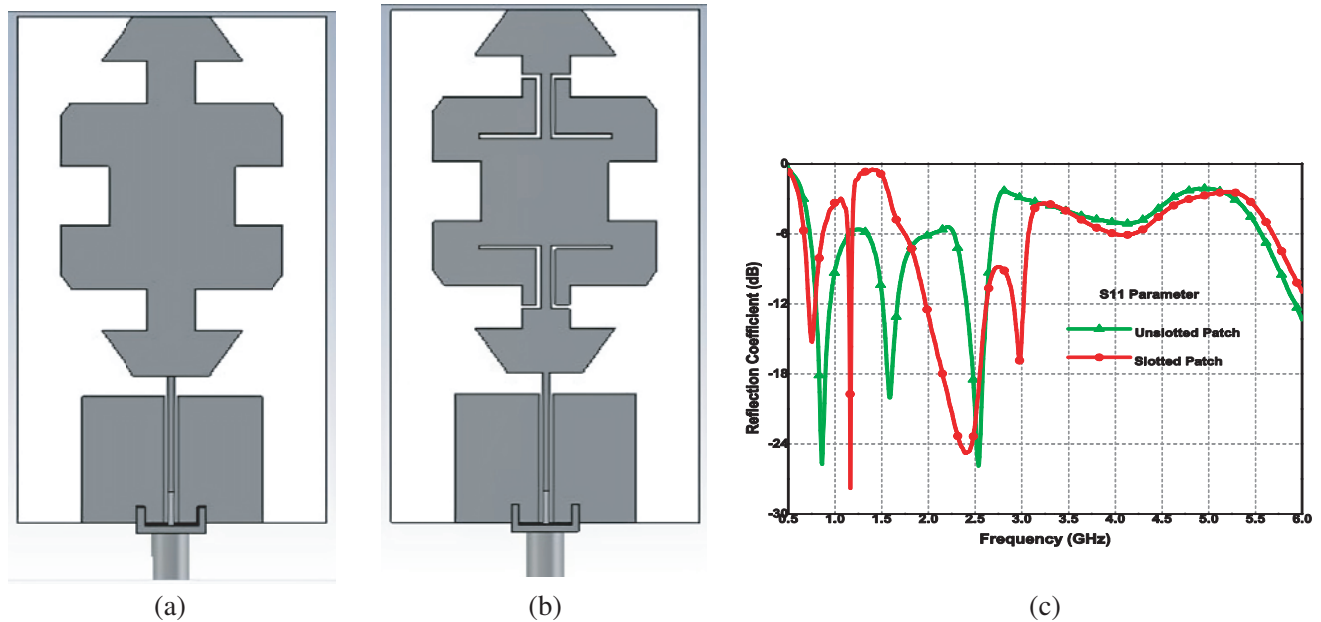 0
-6
-12
-18
-24
-30
0.5 1.0 1.5 2.0 2.5 3.0 3.5 4.0 4.5 5.0 5.5 6.0
Reflection Coefficient (dB)
Frequency (GHz)
S11 Parameter
Unslotted Patch
Slotted Patch
(a) (b) (c)